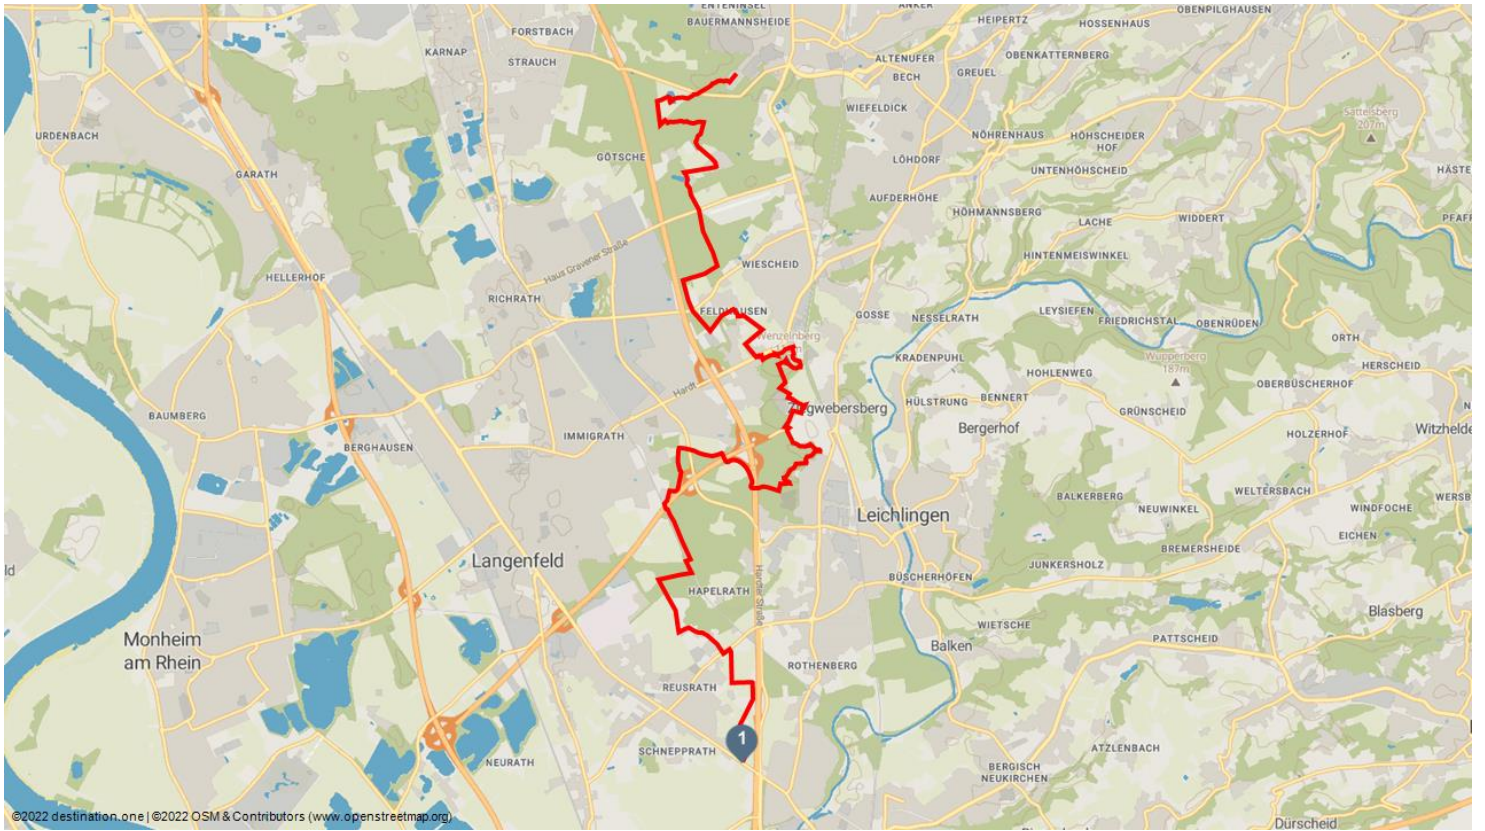 ENTENINSEL
ANKER
OBENPILGHAUSEN
BAUERMANNSHEIDE
HEIPERTZ
HOSSENHAUS
FORSTBACH
KARNAP
STRAUCH
ALTENUFER
OBENKATTERNBERG
BECH
GREUEL
WIEFELDICK
Sattelsberg
207m
URDENBACH
NÖHRENHAUS
HÖHSCHEIDER
HOF
GÖTSCHE
LÖHDORF
GARATH
UNTENHÖHSCHEID
HÄSTE
AUFDERHÖHE
HÖHMANNSBERG
LACHE
WIDDERT
PFAFF
Haus Gravener Straße
WIESCHEID
HINTENMEISWINKEL
HELLERHOF
RICHRATH
FELDHAUSEN
GOSSE
NESSELRATH
LEYSIEFEN
FRIEDRICHSTAL
OBENRÜDEN
Wenzelnberg
ORTH
KRADENPUHL
Wupperberg
187m
HERSCHEID
HOHLENWEG
OBERBÜSCHERHOF
Hardt
HÜLSTRUNG
BENNERT
BAUMBERG
GRÜNSCHEID
IMMIGRATH
Bergerhof
HOLZERHOF
Witzhelde
BERGHAUSEN
WELTERSBACH
BALKERBERG
WERSB
NEUWINKEL
WINDFOCHE
Leichlingen
EICHEN
Langenfeld
BREMERSHEIDE
JUNKERSHOLZ
ld
BÜSCHERHÖFEN
HAPELRATH
Hardter Straße
Blasberg
WIETSCHE
Monheim
am Rhein
PATTSCHEID
Balken
ROTHENBERG
REUSRATH
1
SCHNEPPRATH
ATZLENBACH
NEURATH
BERGISCH
NEUKIRCHEN
©2022 destination.one | ©2022 OSM & Contributors (www.openstreetmap.org)
Dürscheid